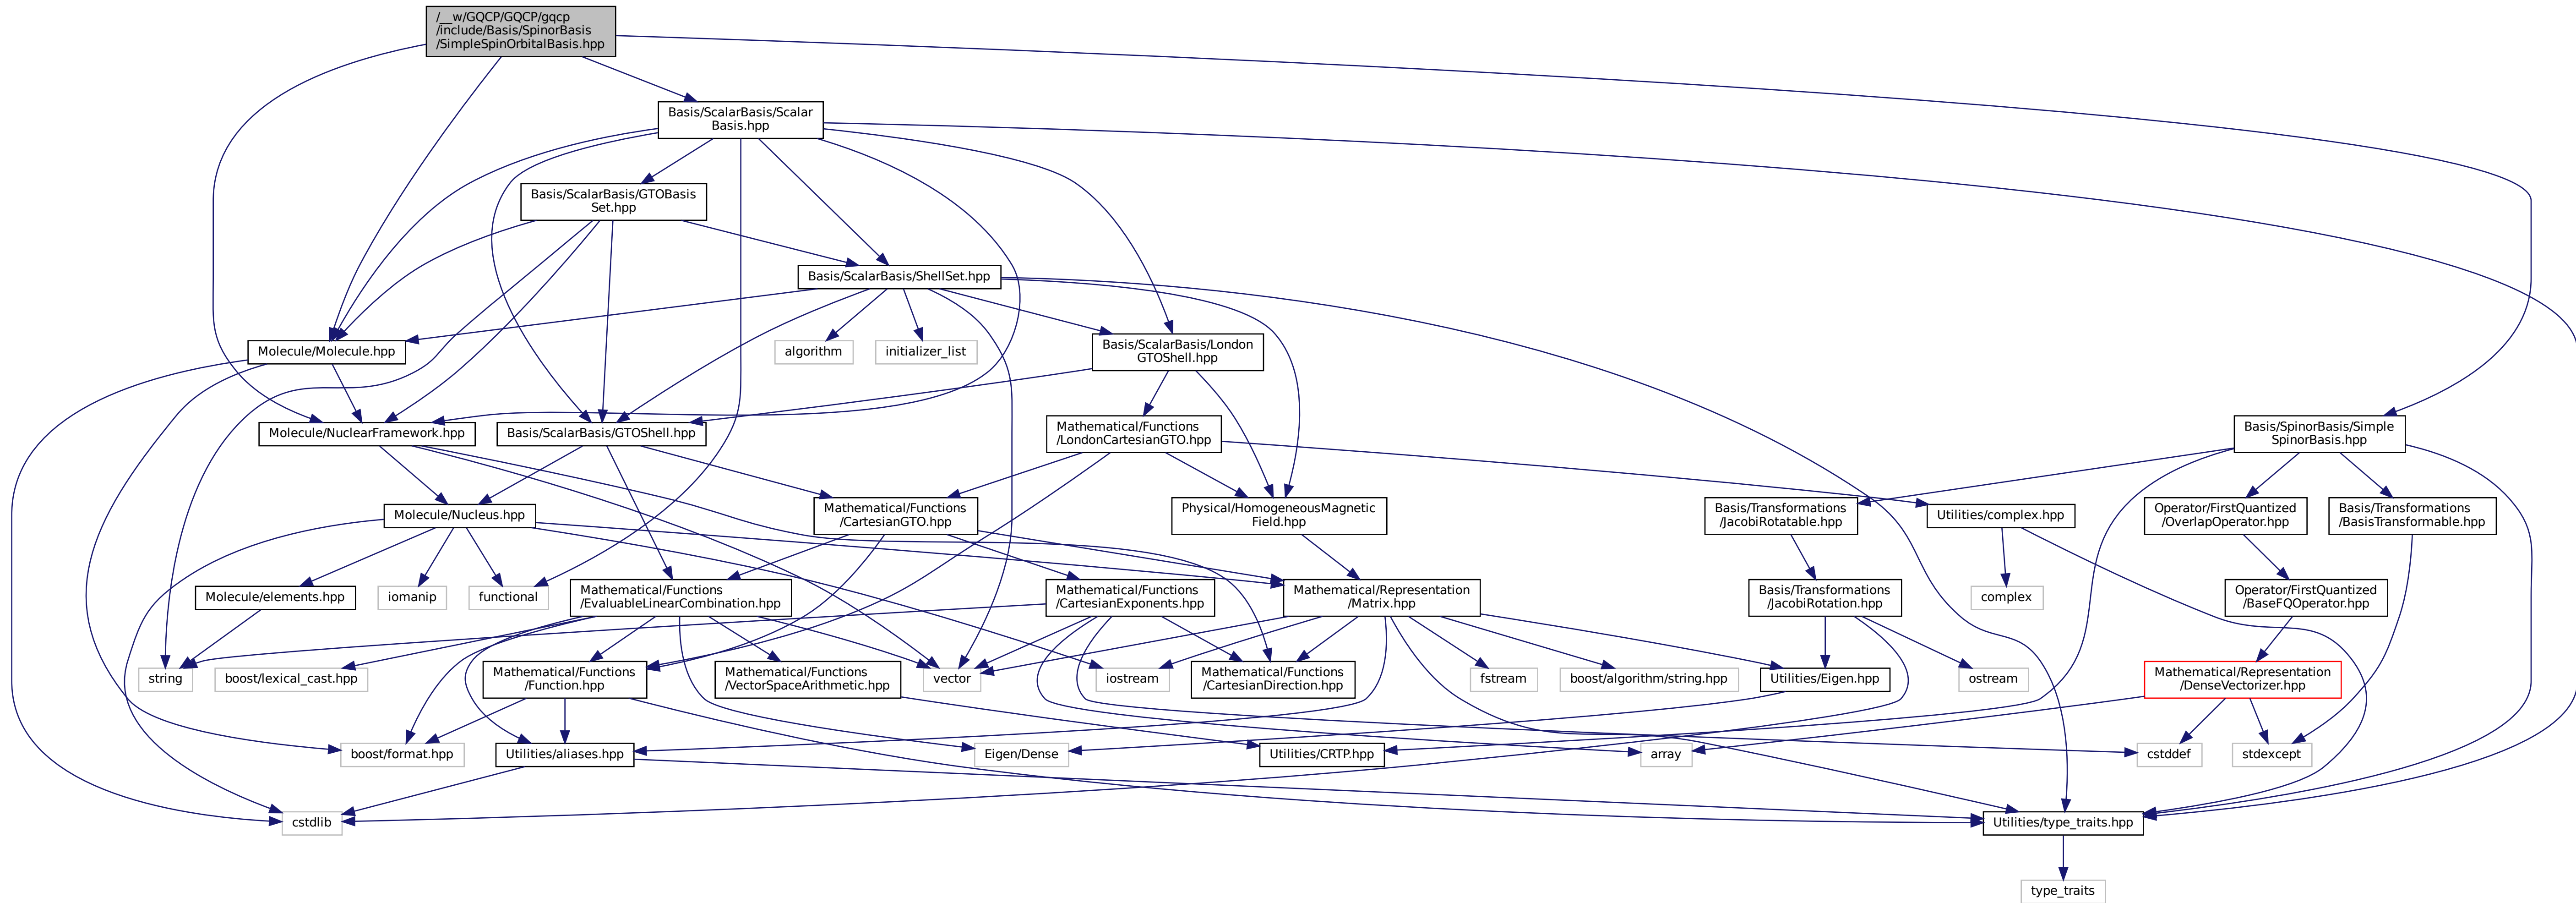 /__w/GQCP/GQCP/gqcp
/include/Basis/SpinorBasis
/SimpleSpinOrbitalBasis.hpp
Basis/ScalarBasis/Scalar
Basis.hpp
Basis/ScalarBasis/GTOBasis
Set.hpp
Basis/ScalarBasis/ShellSet.hpp
Molecule/Molecule.hpp
algorithm
initializer_list
Basis/ScalarBasis/London
GTOShell.hpp
Molecule/NuclearFramework.hpp
Basis/ScalarBasis/GTOShell.hpp
Mathematical/Functions
/LondonCartesianGTO.hpp
Basis/SpinorBasis/Simple
SpinorBasis.hpp
Molecule/Nucleus.hpp
Mathematical/Functions
/CartesianGTO.hpp
Physical/HomogeneousMagnetic
Field.hpp
Basis/Transformations
/JacobiRotatable.hpp
Utilities/complex.hpp
Operator/FirstQuantized
/OverlapOperator.hpp
Basis/Transformations
/BasisTransformable.hpp
Molecule/elements.hpp
iomanip
functional
Mathematical/Functions
/EvaluableLinearCombination.hpp
Mathematical/Functions
/CartesianExponents.hpp
Mathematical/Representation
/Matrix.hpp
Basis/Transformations
/JacobiRotation.hpp
complex
Operator/FirstQuantized
/BaseFQOperator.hpp
string
boost/lexical_cast.hpp
Mathematical/Functions
/Function.hpp
Mathematical/Functions
/VectorSpaceArithmetic.hpp
vector
iostream
Mathematical/Functions
/CartesianDirection.hpp
fstream
boost/algorithm/string.hpp
Utilities/Eigen.hpp
ostream
Mathematical/Representation
/DenseVectorizer.hpp
boost/format.hpp
Utilities/aliases.hpp
Eigen/Dense
Utilities/CRTP.hpp
array
cstddef
stdexcept
cstdlib
Utilities/type_traits.hpp
type_traits